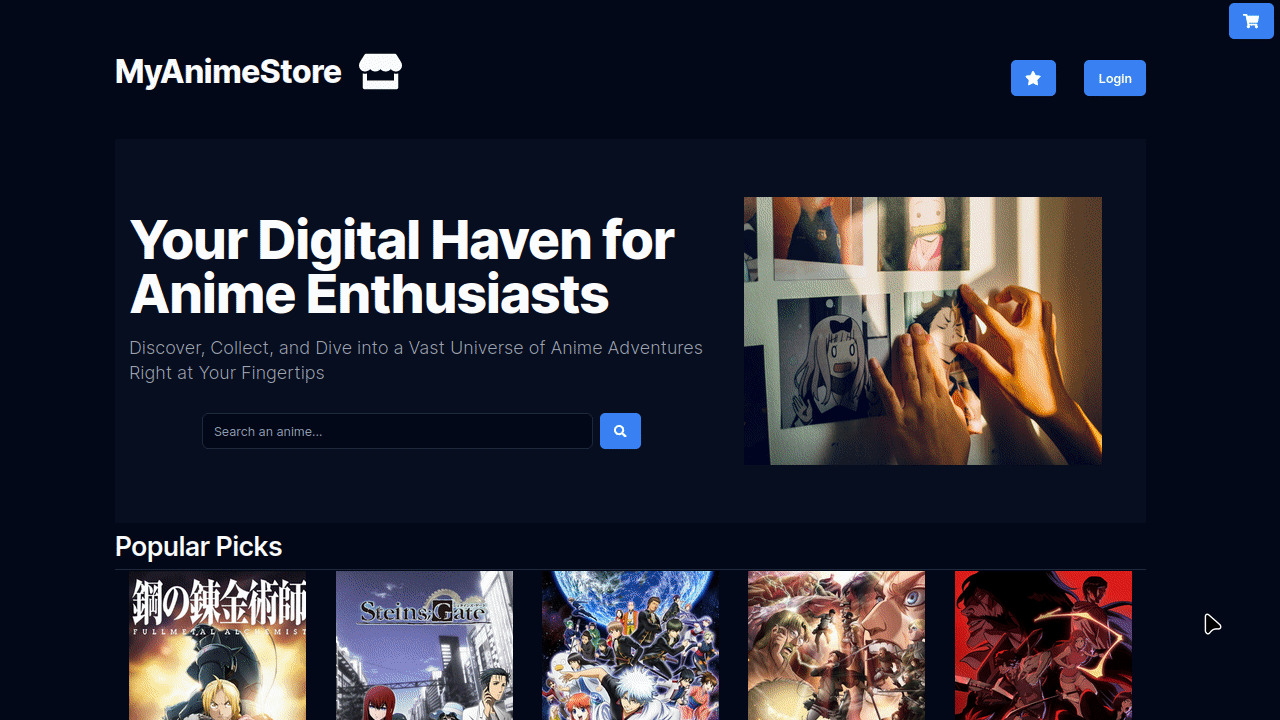 MyAnimeStore
Login
Your Digital Haven for
Anime Enthusiasts
Discover, Collect, and Dive into a Vast Universe of Anime Adventures
Right at Your Fingertips
Search an anime...
Popular Picks
鋼の錬金術師
FULLMETAL ALCHEMIST
Steins;Gate